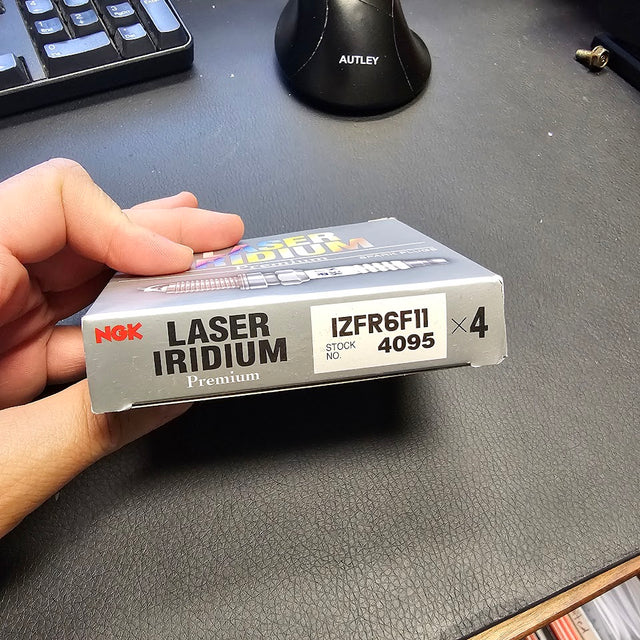 AUTLEY
LASER
IRIDIUM
NGK
LASER
IRIDIUM
Premium
IZFR6F11
STOCK
NO.
4095
×4